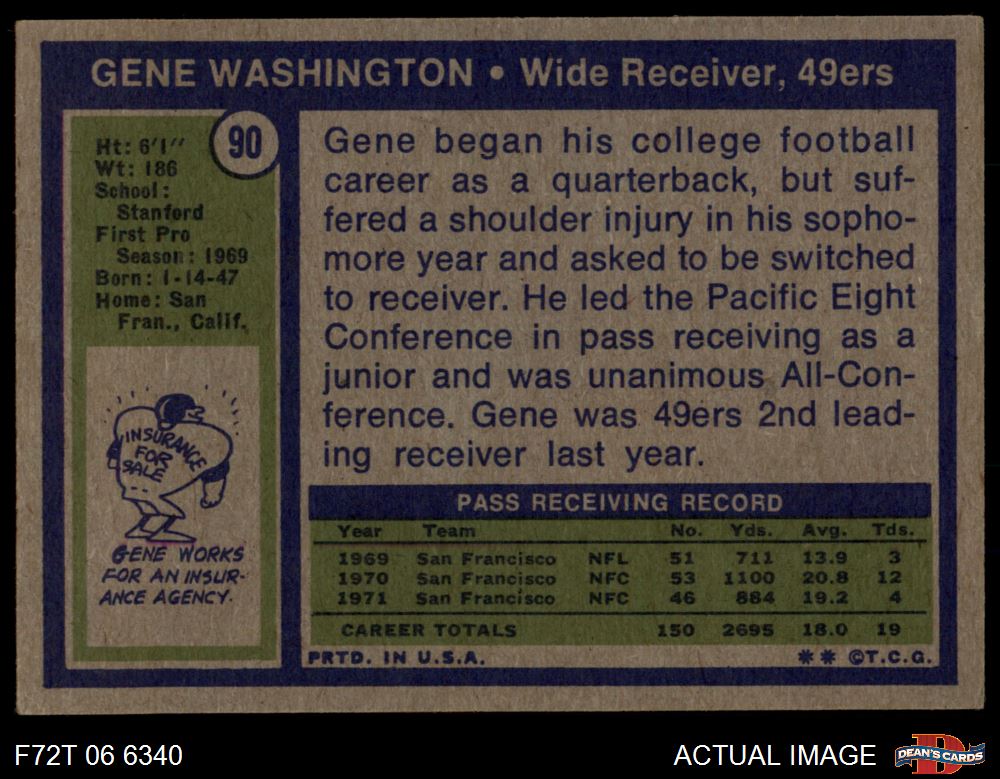 GENE WASHINGTON • Wide Receiver, 49ers
90
Ht: 6'1"
Wt: 186
School:
Stanford
First Pro
Season: 1969
Born: 1-14-47
Home: San
Fran., Calif.
INSURANCE
FOR
SALE
GENE WORKS
FOR AN INSUR-
ANCE AGENCY.
Gene began his college football
career as a quarterback, but suf-
fered a shoulder injury in his sopho-
more year and asked to be switched
to receiver. He led the Pacific Eight
Conference in pass receiving as a
junior and was unanimous All-Con-
ference. Gene was 49ers 2nd lead-
ing receiver last year.
PASS RECEIVING RECORD
Year Team No. Yds. Avg. Tds.
1969 San Francisco NFL 51 711 13.9 3
1970 San Francisco NFC 53 1100 20.8 12
1971 San Francisco NFC 46 884 19.2 4
CAREER TOTALS 150 2695 18.0 19
PRTD. IN U.S.A. ** ©T.C.G.
F72T 06 6340 ACTUAL IMAGE
D
DEAN'S CARDS